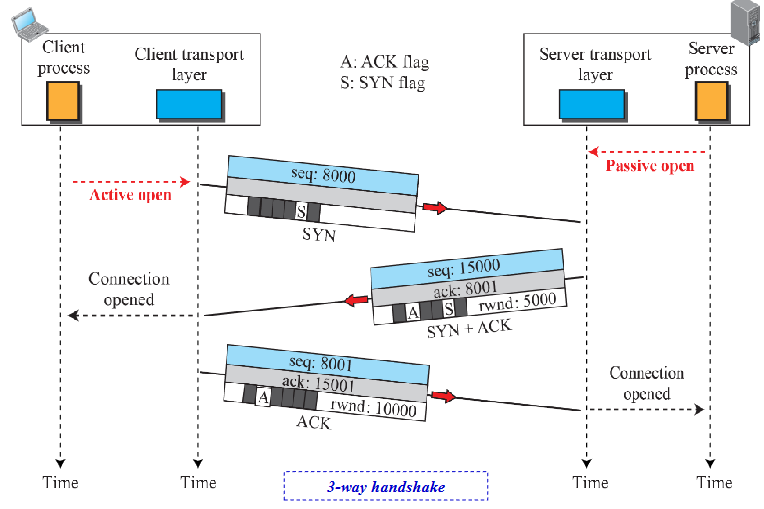 Client
process
Client transport
layer
A: ACK flag
S: SYN flag
Server transport
layer
Server
process
Active open
Passive open
seq: 8000
S
SYN
seq: 15000
ack: 8001
A S rwnd: 5000
SYN + ACK
Connection
opened
seq: 8001
ack: 15001
A rwnd: 10000
ACK
Connection
opened
Time
Time
Time
Time
3-way handshake